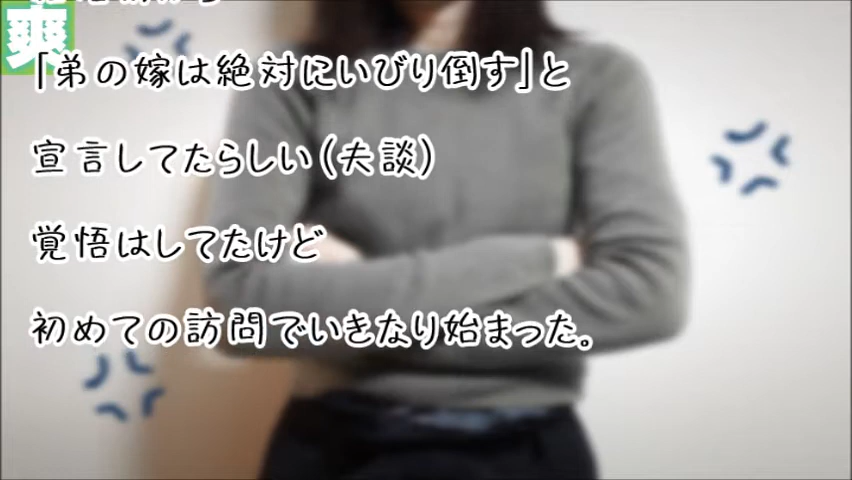 爽
「弟の嫁は絶対にいびり倒す」と
宣言してたらしい(夫談)
覚悟はしてたけど
初めての訪問でいきなり始まった。